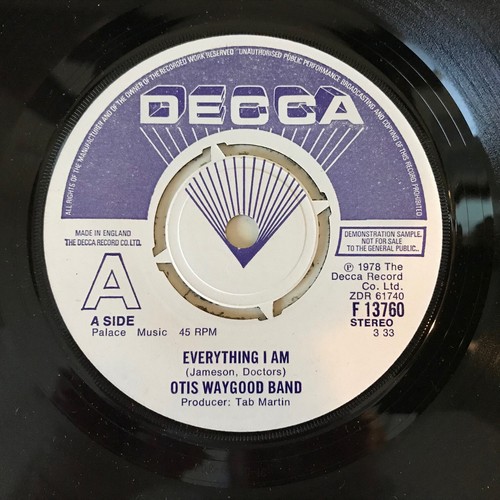 ALL RIGHTS OF THE MANUFACTURER AND OF THE OWNER OF THE RECORDED WORK RESERVED UNAUTHORISED PUBLIC PERFORMANCE BROADCASTING AND COPYING OF THIS RECORD PROHIBITED
DECCA
MADE IN ENGLAND
THE DECCA RECORD CO. LTD.
DEMONSTRATION SAMPLE,
NOT FOR SALE
TO THE GENERAL PUBLIC.
A
A SIDE
Palace Music 45 RPM
℗ 1978 The
Decca Record
Co. Ltd.
ZDR 61740
F 13760
STEREO
3 33
EVERYTHING I AM
(Jameson, Doctors)
OTIS WAYGOOD BAND
Producer: Tab Martin